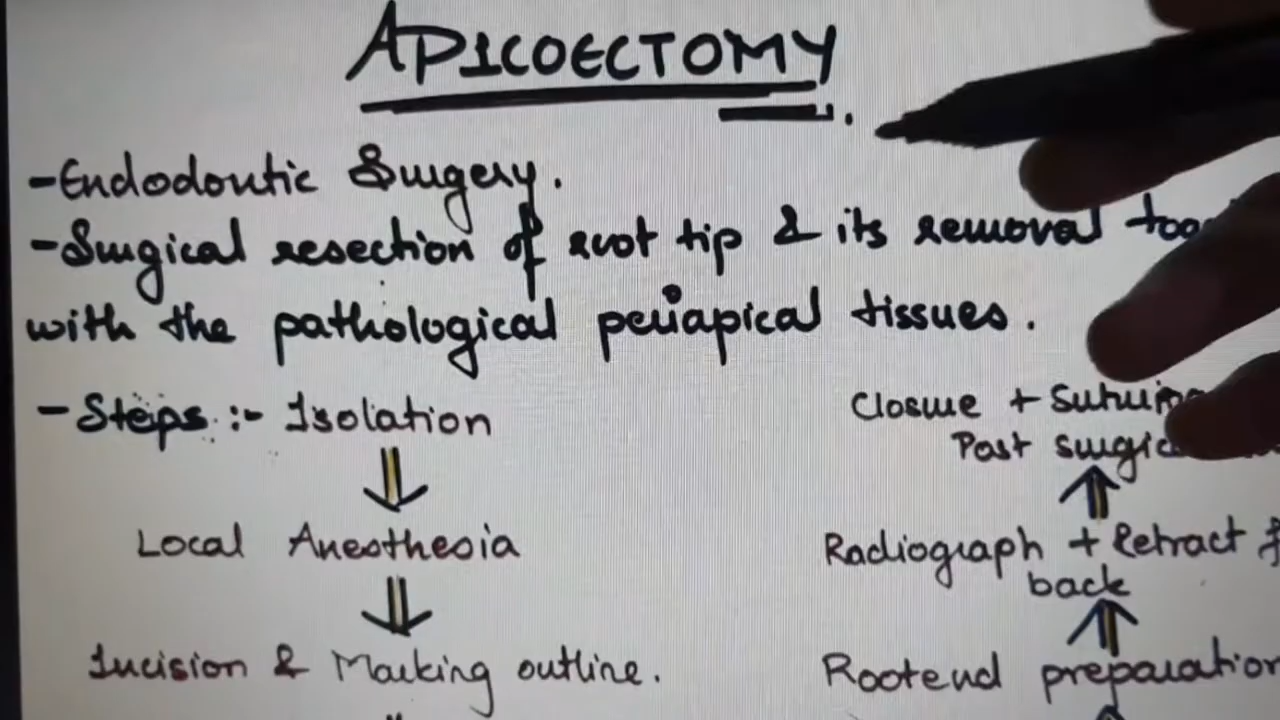 APICOECTOMY
- Endodontic Surgery.
- Surgical resection of root tip & its removal
with the pathological periapical tissues.
- Steps :- Isolation
Local Anesthesia
Incision & Marking outline.
Closure + Suturing
Post
Radiograph + Retract
back
Rootend preparation